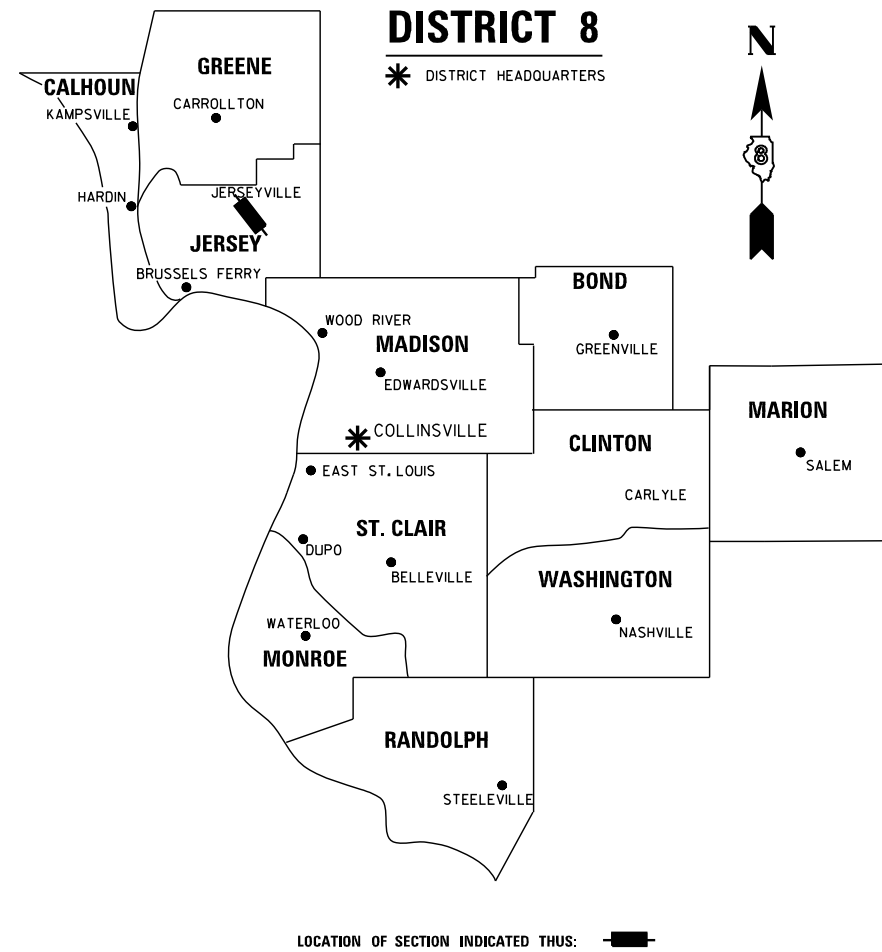 DISTRICT 8
DISTRICT HEADQUARTERS
N
8
GREENE
CALHOUN
CARROLLTON
KAMPSVILLE
HARDIN
JERSEYVILLE
JERSEY
BRUSSELS FERRY
BOND
WOOD RIVER
MADISON
GREENVILLE
EDWARDSVILLE
MARION
COLLINSVILLE
CLINTON
SALEM
EAST ST. LOUIS
CARLYLE
ST. CLAIR
DUPO
BELLEVILLE
WASHINGTON
WATERLOO
NASHVILLE
MONROE
RANDOLPH
STEELEVILLE
LOCATION OF SECTION INDICATED THUS: